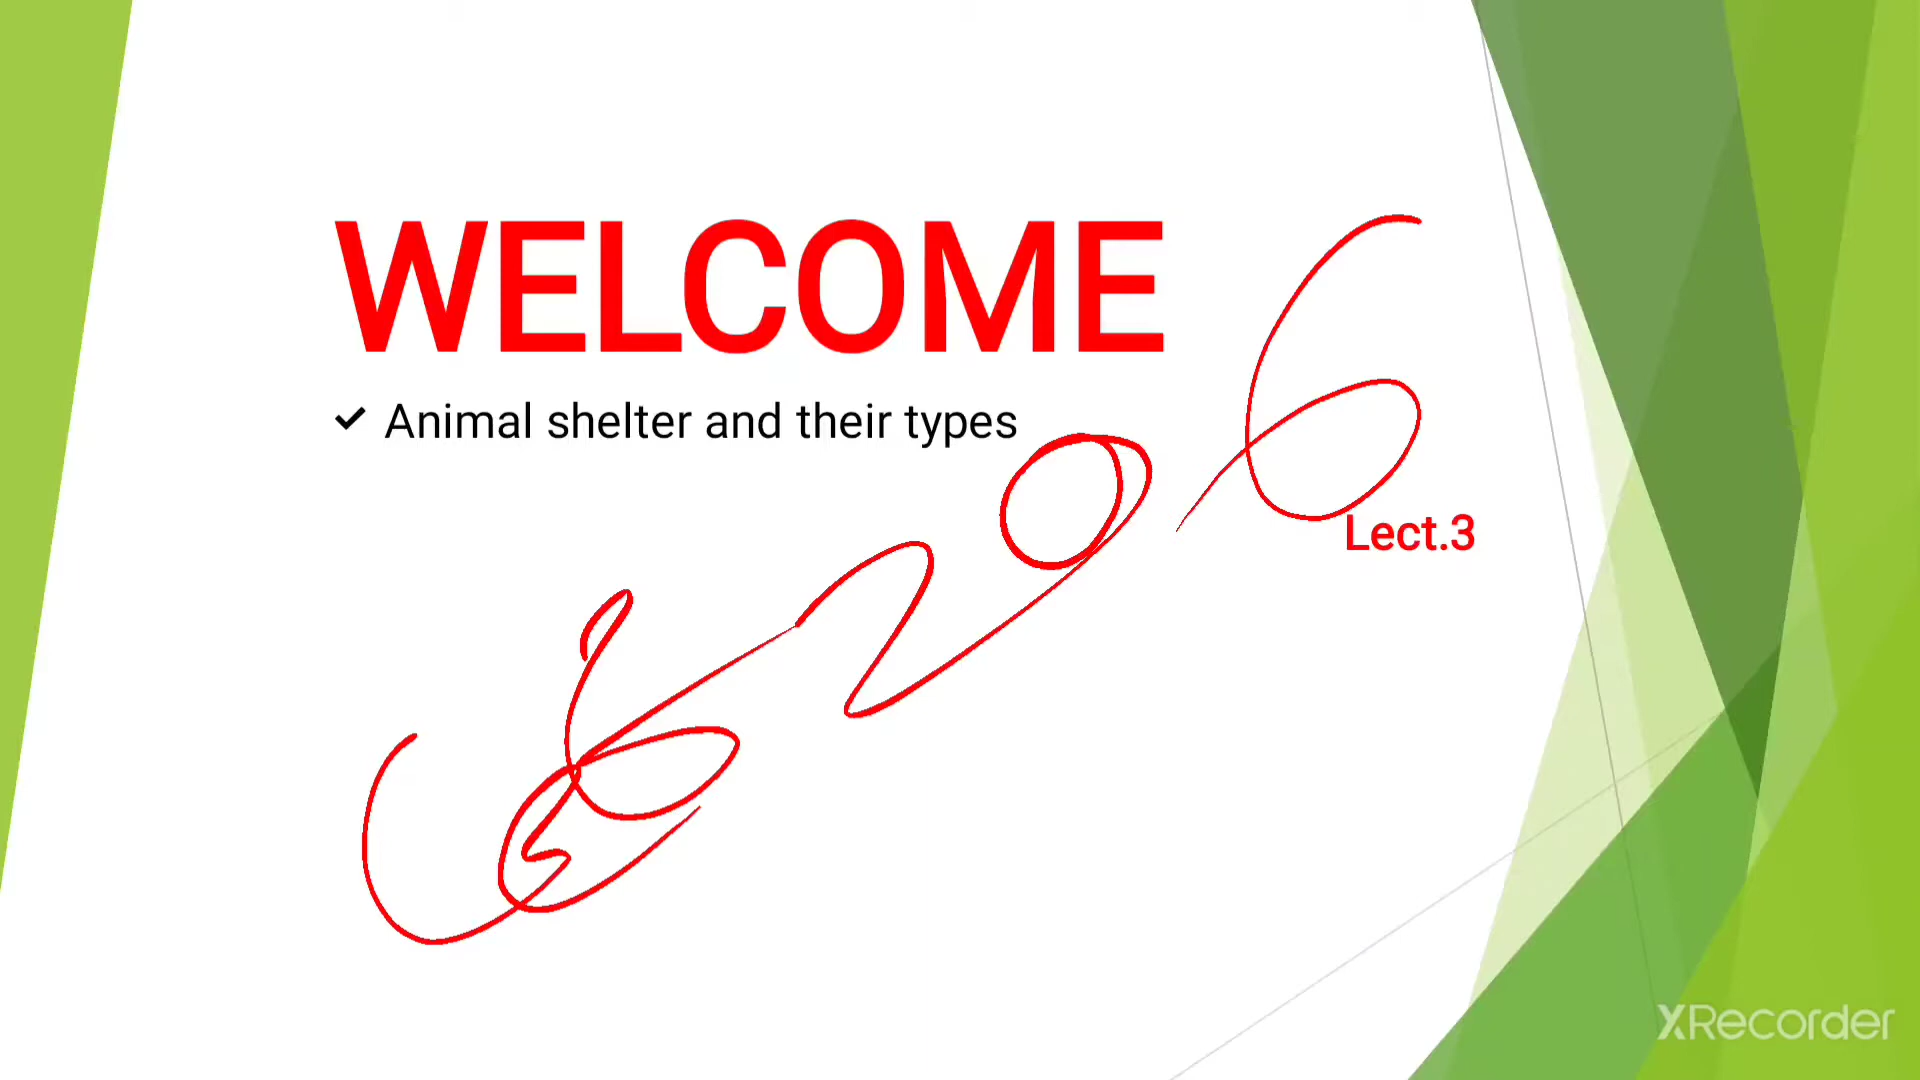 WELCOME
✓ Animal shelter and their types
Lect.3
XRecorder